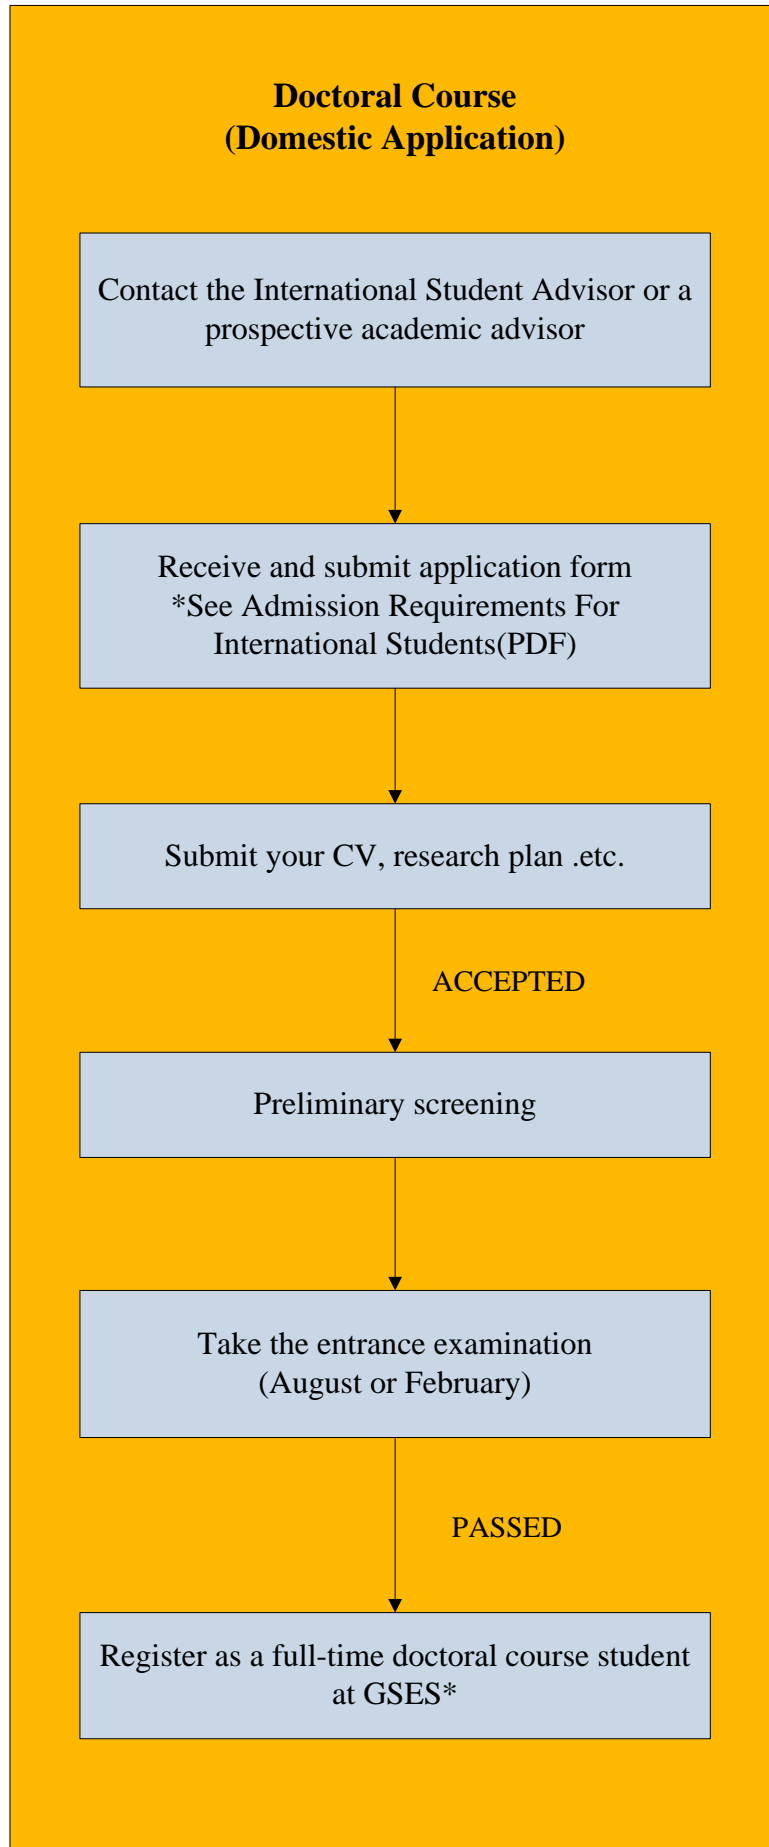 Doctoral Course
(Domestic Application)
Contact the International Student Advisor or a
prospective academic advisor
Receive and submit application form
*See Admission Requirements For
International Students(PDF)
Submit your CV, research plan .etc.
ACCEPTED
Preliminary screening
Take the entrance examination
(August or February)
PASSED
Register as a full-time doctoral course student
at GSES*